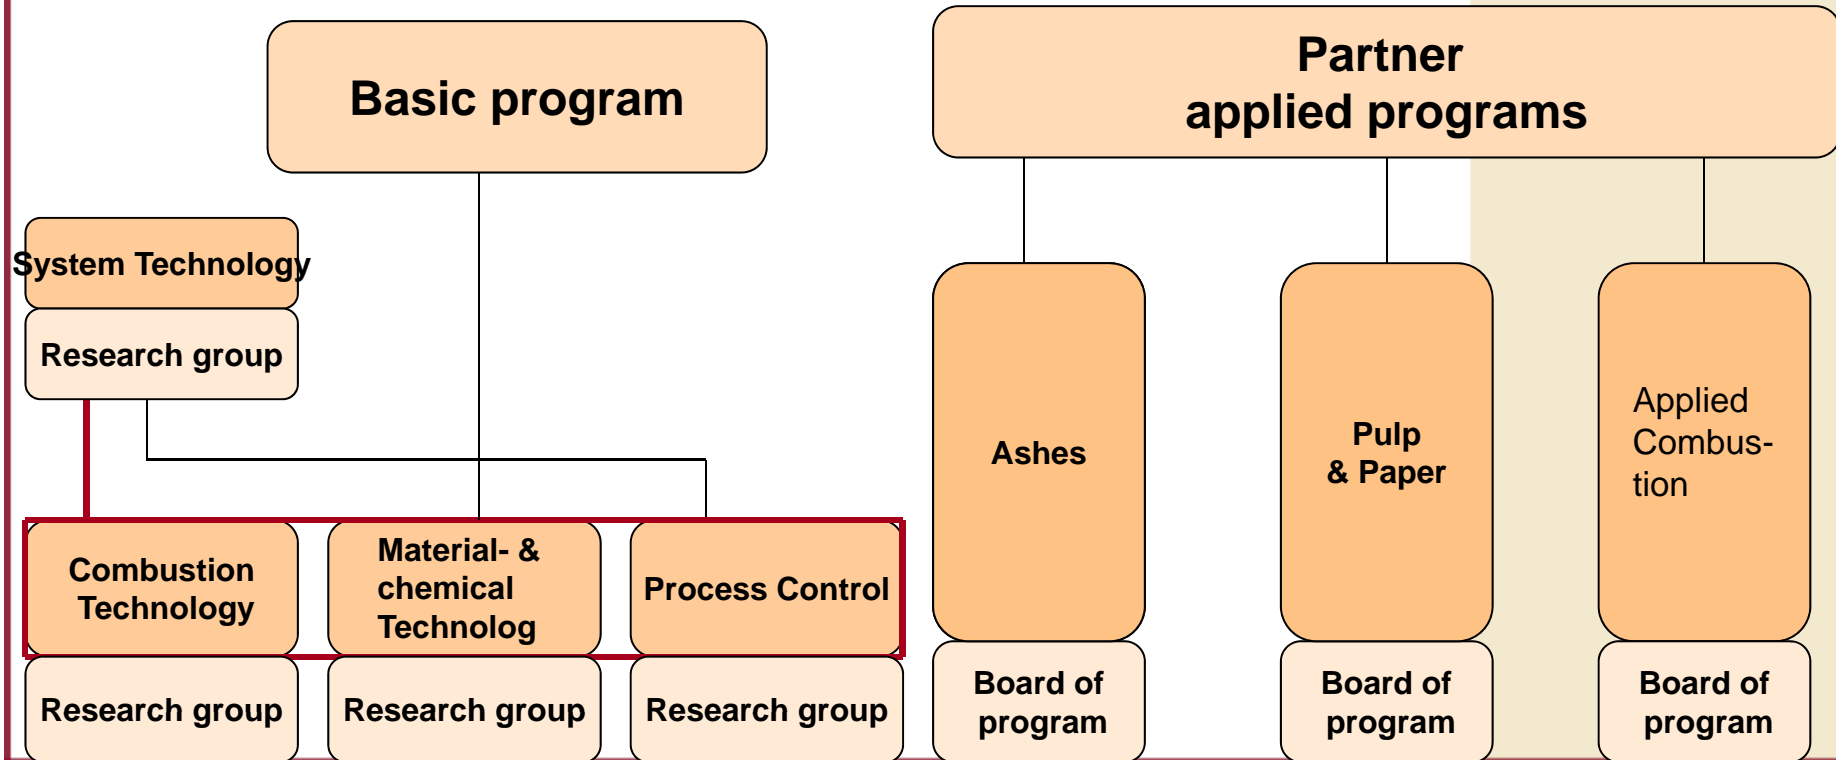 Basic program
Partner
applied programs
System Technology
Research group
Combustion
Technology
Research group
Material- &
chemical
Technolog
Research group
Process Control
Research group
Ashes
Board of
program
Pulp
& Paper
Board of
program
Applied
Combus-
tion
Board of
program